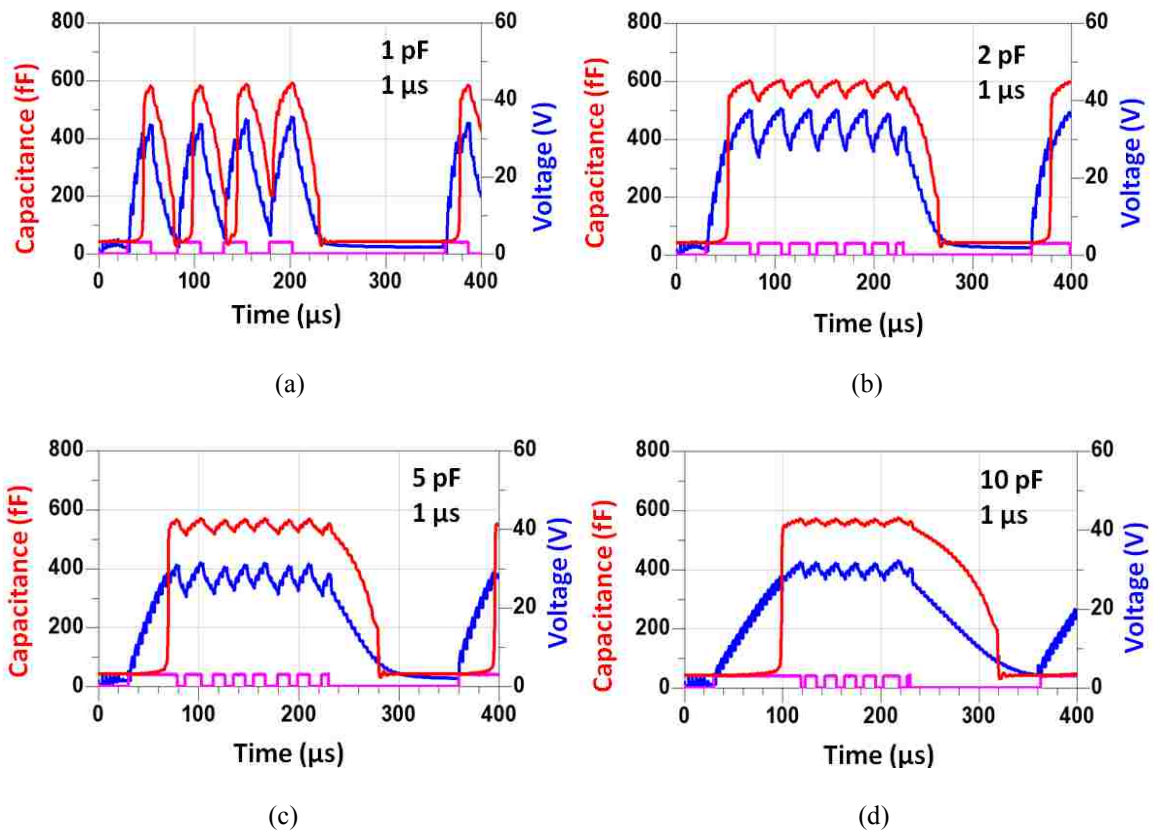 800
600
400
200
0
Capacitance (fF)
1 pF
1 µs
60
40
20
0
Voltage (V)
0 100 200 300 400
Time (µs)
(a)
800
600
400
200
0
Capacitance (fF)
2 pF
1 µs
60
40
20
0
Voltage (V)
0 100 200 300 400
Time (µs)
(b)
800
600
400
200
0
Capacitance (fF)
5 pF
1 µs
60
40
20
0
Voltage (V)
0 100 200 300 400
Time (µs)
(c)
800
600
400
200
0
Capacitance (fF)
10 pF
1 µs
60
40
20
0
Voltage (V)
0 100 200 300 400
Time (µs)
(d)